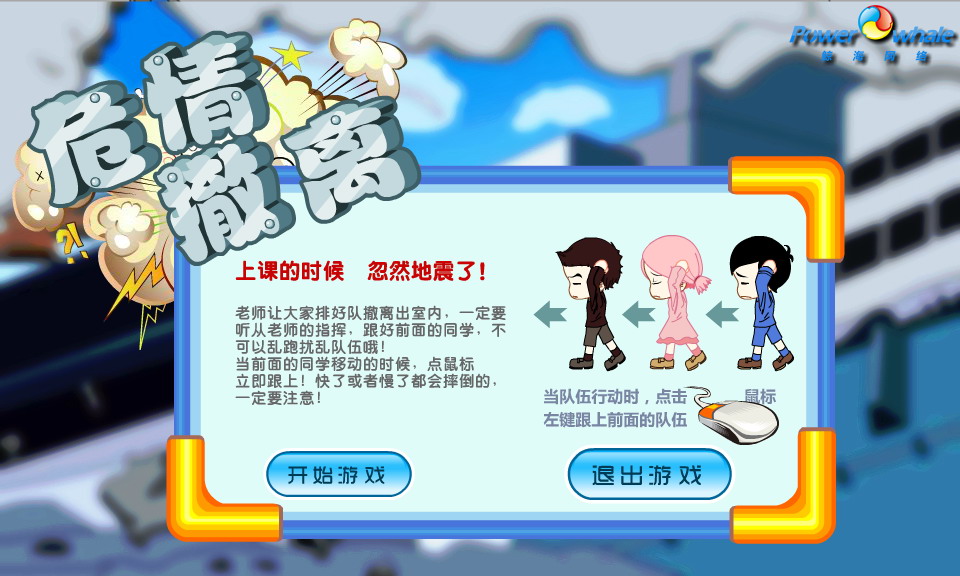 Power whale
鲸海网络
危情
撤离
?!
上课的时候 忽然地震了!
老师让大家排好队撤离出室内,一定要
听从老师的指挥,跟好前面的同学,不
可以乱跑扰乱队伍哦!
当前面的同学移动的时候,点鼠标
立即跟上!快了或者慢了都会摔倒的,
一定要注意!
当队伍行动时,点击 鼠标
左键跟上前面的队伍
开始游戏
退出游戏